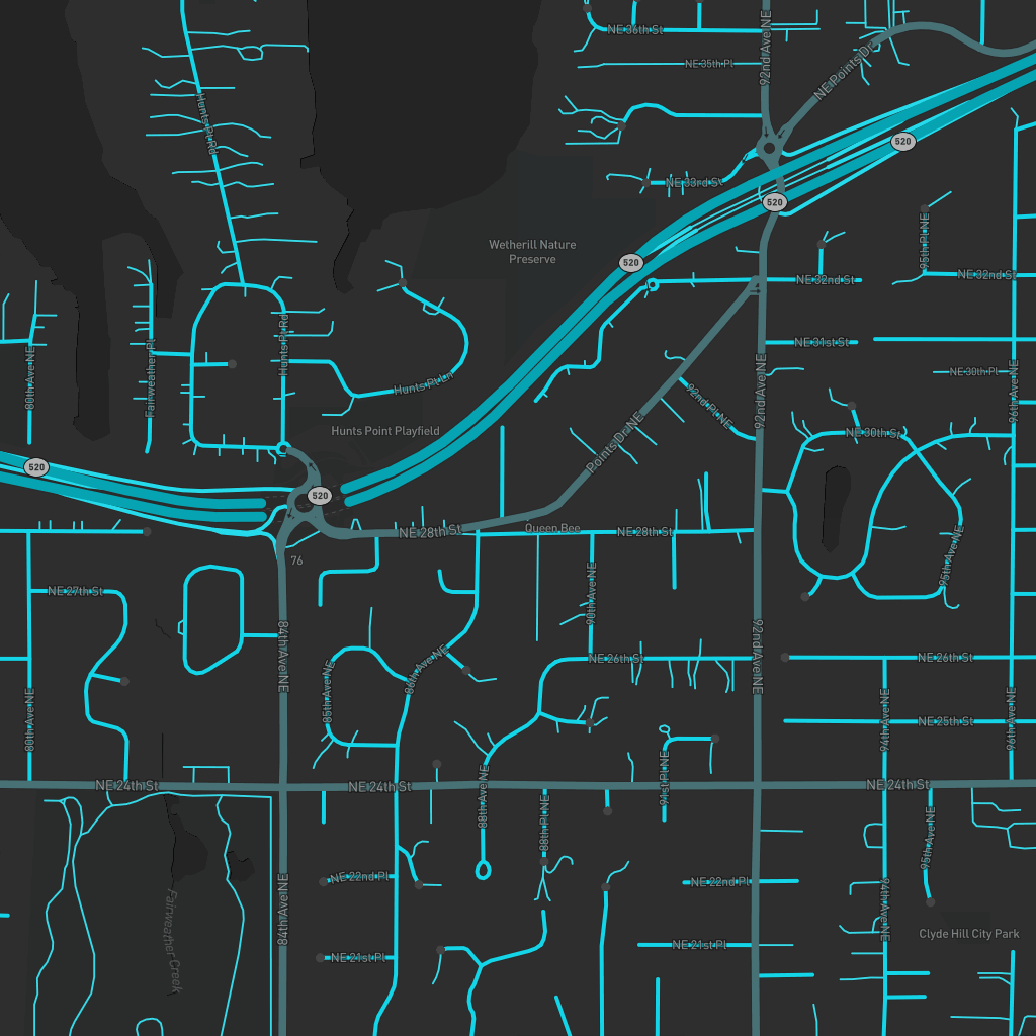 NE 36th St
92nd Ave NE
NE Points Dr
NE 35th Pl
Hunts Pt Rd
520
NE 33rd St
520
95th Pl NE
Wetherill Nature
Preserve
520
NE 32nd St
NE 32nd St
Hunts Pt Rd
NE 31st St
80th Ave NE
Fairweather Pl
Hunts Pt Ln
92nd Pl NE
92nd Ave NE
NE 30th Pl
96th Ave NE
Hunts Point Playfield
Points Dr NE
NE 30th St
520
520
NE 28th St
Queen Bee
NE 28th St
76
95th Ave NE
NE 27th St
90th Ave NE
84th Ave NE
92nd Ave NE
86th Ave NE
85th Ave NE
NE 26th St
NE 26th St
80th Ave NE
94th Ave NE
NE 25th St
96th Ave NE
NE 24th St
NE 24th St
88th Ave NE
91st Pl NE
NE 24th St
88th Pl NE
95th Ave NE
NE 22nd Pl
NE 22nd Pl
84th Ave NE
94th Ave NE
Fairweather Creek
Clyde Hill City Park
NE 21st Pl
NE 21st Pl